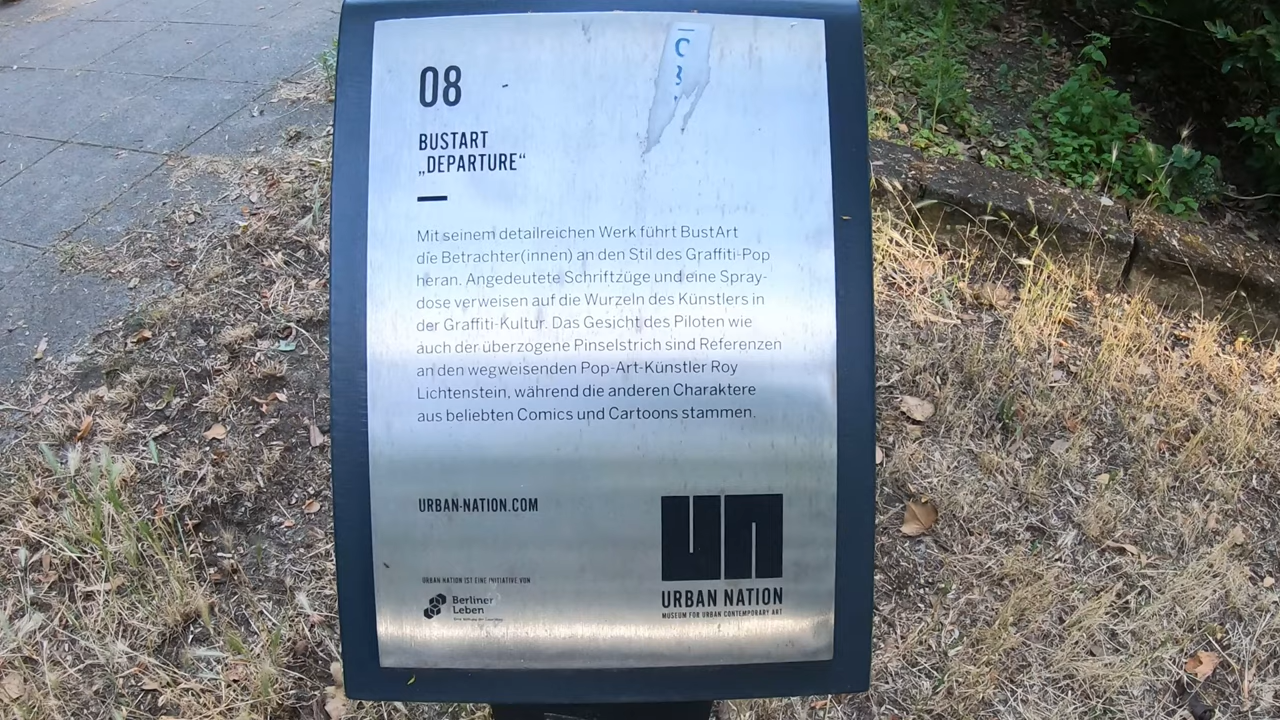 08
BUSTART
„DEPARTURE“
Mit seinem detailreichen Werk führt BustArt
die Betrachter(innen) an den Stil des Graffiti-Pop
heran. Angedeutete Schriftzüge und eine Spray-
dose verweisen auf die Wurzeln des Künstlers in
der Graffiti-Kultur. Das Gesicht des Piloten wie
auch der überzogene Pinselstrich sind Referenzen
an den wegweisenden Pop-Art-Künstler Roy
Lichtenstein, während die anderen Charaktere
aus beliebten Comics und Cartoons stammen.
URBAN-NATION.COM
URBAN NATION IST EINE INITIATIVE VON
Berliner
Leben
UN
URBAN NATION
MUSEUM FOR URBAN CONTEMPORARY ART